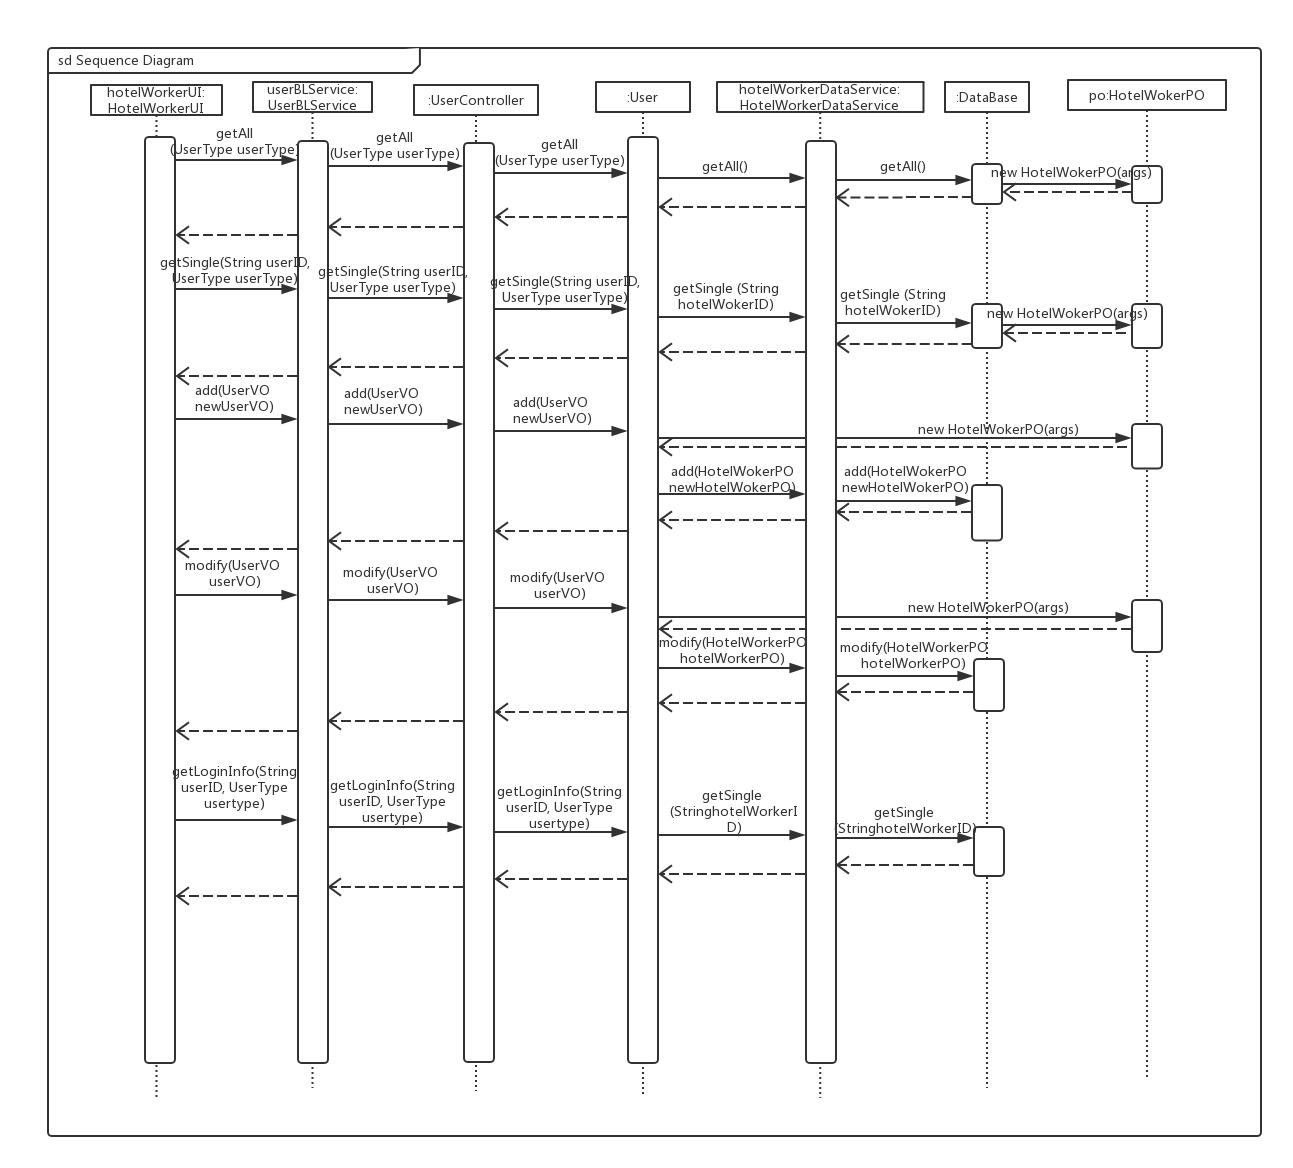 sd Sequence Diagram
hotelWorkerUI:
HotelWorkerUI
userBLService:
UserBLService
:UserController
:User
hotelWorkerDataService:
HotelWorkerDataService
:DataBase
po:HotelWokerPO
getAll
(UserType userType)
getAll
(UserType userType)
getAll
(UserType userType)
getAll()
getAll()
new HotelWokerPO(args)
getSingle(String userID,
UserType userType)
getSingle(String userID,
UserType userType)
getSingle(String userID,
UserType userType)
getSingle (String
hotelWokerID)
getSingle (String
hotelWokerID)
new HotelWokerPO(args)
add(UserVO
newUserVO)
add(UserVO
newUserVO)
add(UserVO
newUserVO)
new HotelWokerPO(args)
add(HotelWokerPO
newHotelWokerPO)
add(HotelWokerPO
newHotelWokerPO)
modify(UserVO
userVO)
modify(UserVO
userVO)
modify(UserVO
userVO)
new HotelWokerPO(args)
modify(HotelWorkerPO
hotelWorkerPO)
modify(HotelWorkerPO
hotelWorkerPO)
getLoginInfo(String
userID, UserType
usertype)
getLoginInfo(String
userID, UserType
usertype)
getLoginInfo(String
userID, UserType
usertype)
getSingle
(StringhotelWorkerI
D)
getSingle
(StringhotelWorkerID)